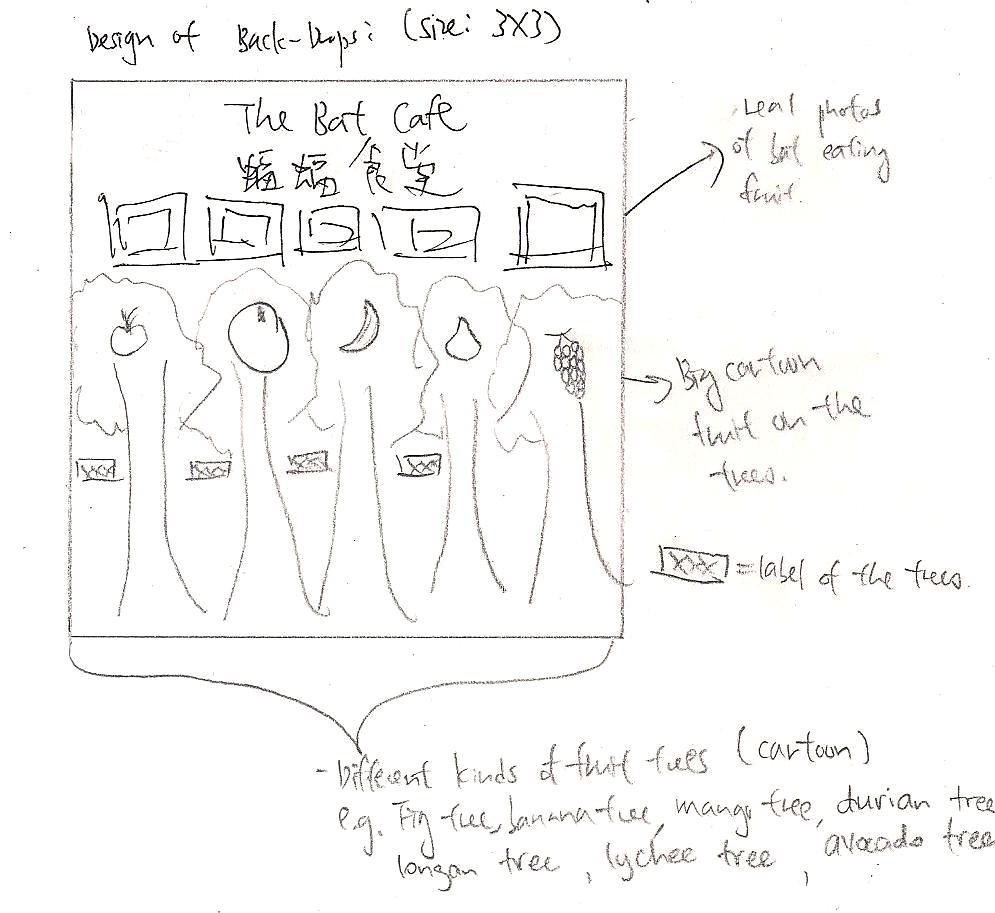 Design of Back-Drops: (size: 3X3)
The Bat Cafe
蝙蝠食堂
real photos
of bat eating
fruit.
Big cartoon
fruit on the
trees.
XXX
XXX
XXX
XXX
XXX = label of the trees.
- Different kinds of fruit trees (cartoon)
e.g. Fig tree, banana tree, mango tree, durian tree
longan tree, lychee tree, avocado tree